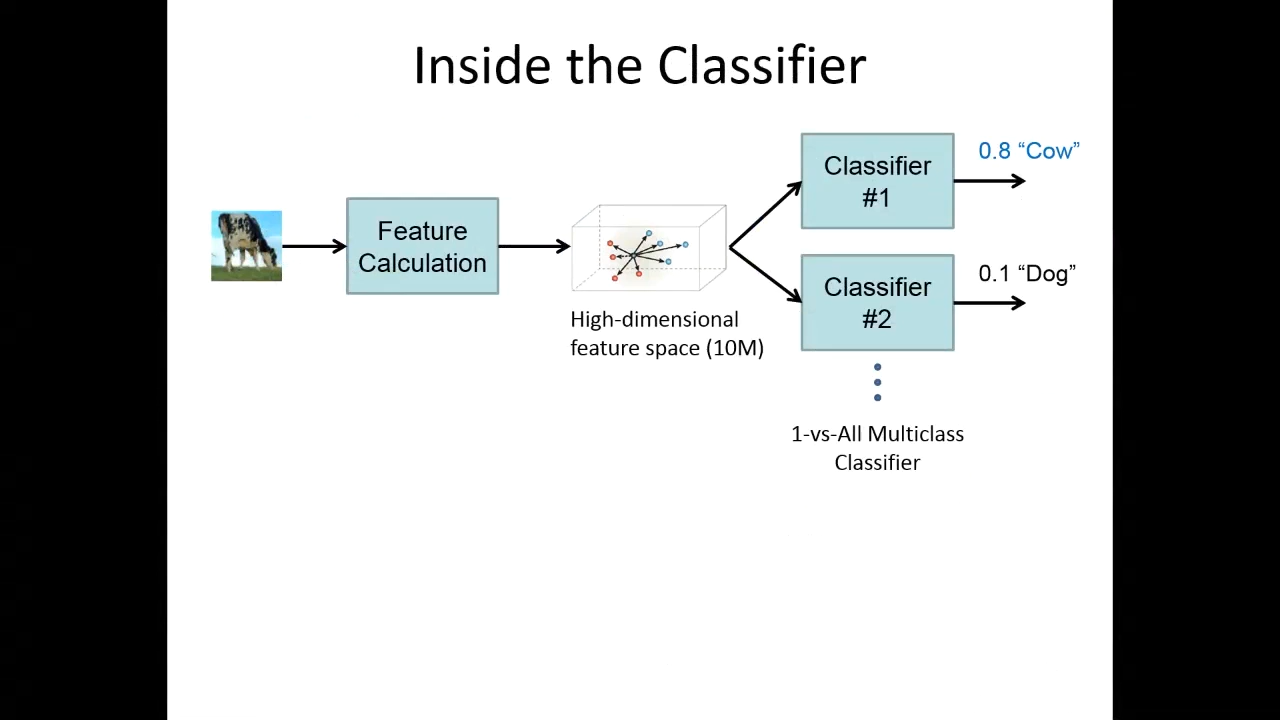 Inside the Classifier
Feature
Calculation
High-dimensional
feature space (10M)
Classifier
#1
0.8 “Cow”
Classifier
#2
0.1 “Dog”
1-vs-All Multiclass
Classifier